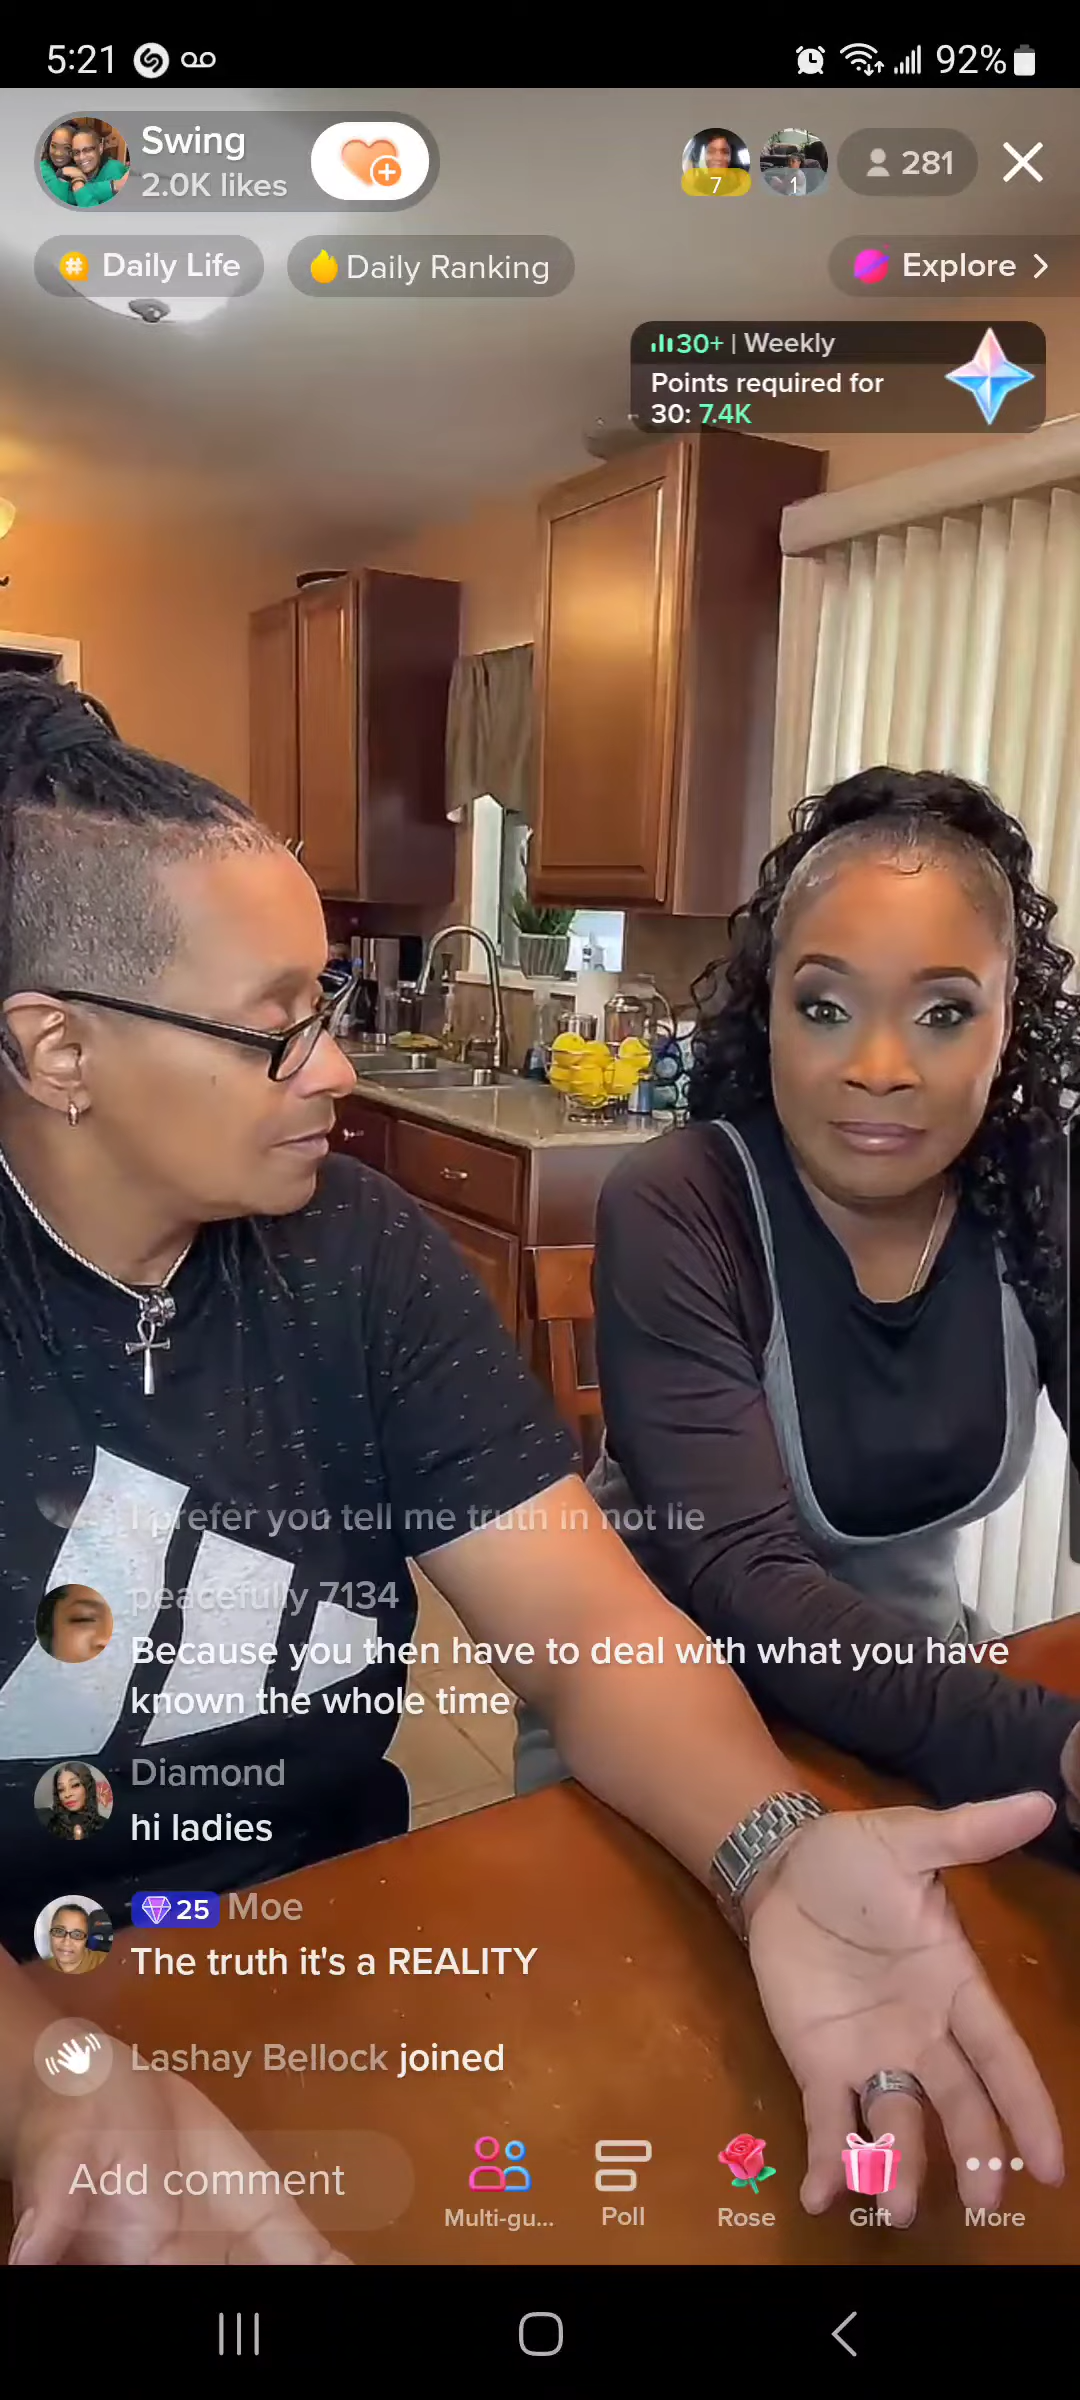 5:21
92%
Swing
2.0K likes
7
1
281
Daily Life
Daily Ranking
Explore
30+ | Weekly
Points required for
30: 7.4K
I prefer you tell me truth in not lie
peacefully 7134
Because you then have to deal with what you have
known the whole time
Diamond
hi ladies
25 Moe
The truth it's a REALITY
Lashay Bellock joined
Add comment
Multi-gu...
Poll
Rose
Gift
More